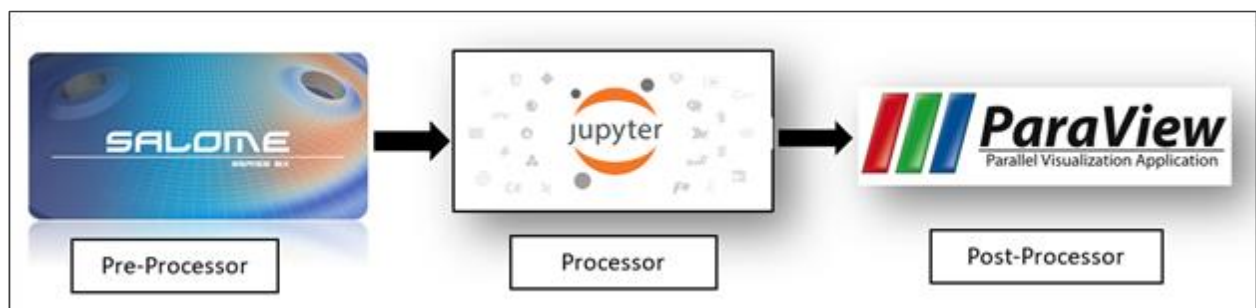 SALOME
Pre-Processor
jupyter
Processor
ParaView
Parallel Visualization Application
Post-Processor